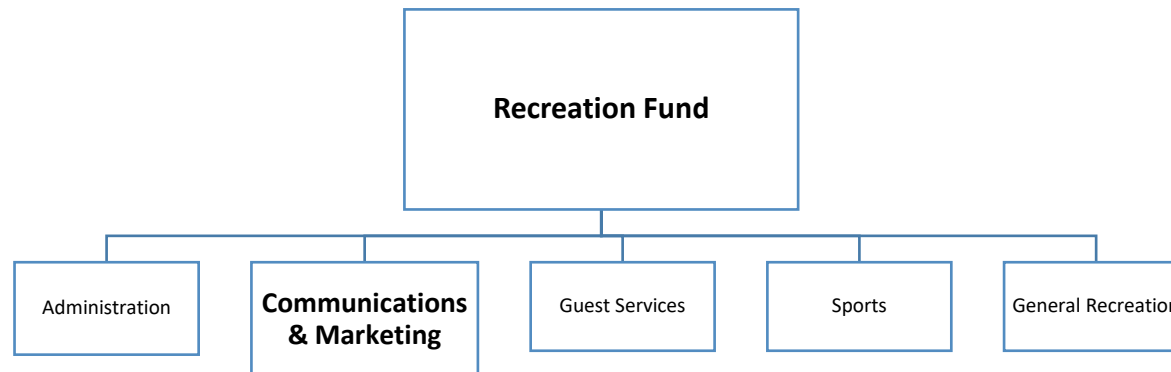 Recreation Fund
Administration
Communications
& Marketing
Guest Services
Sports
General Recreation